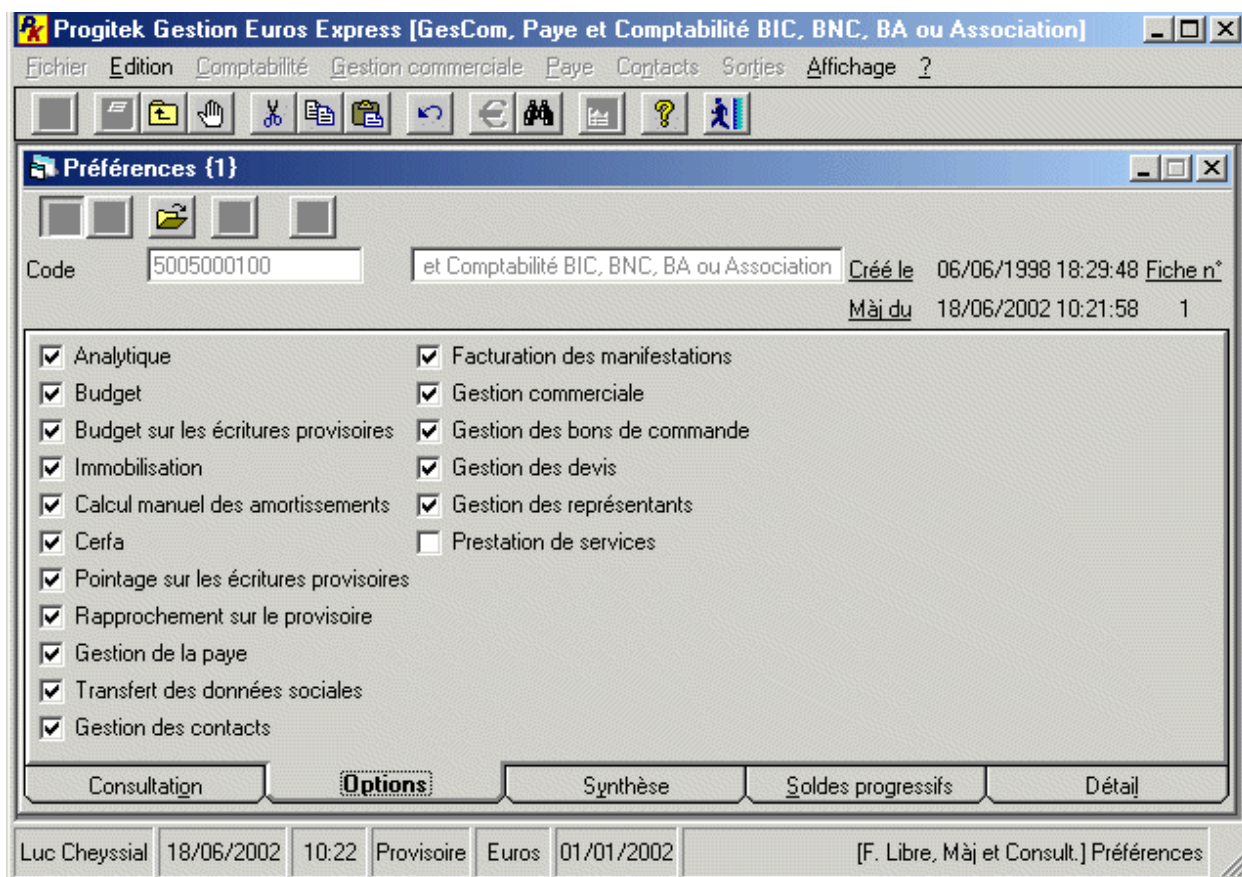 Progitek Gestion Euros Express [GesCom, Paye et Comptabilité BIC, BNC, BA ou Association]
Fichier Edition Comptabilité Gestion commerciale Paye Contacts Sorties Affichage ?
Préférences {1}
Code 5005000100 et Comptabilité BIC, BNC, BA ou Association Créé le 06/06/1998 18:29:48 Fiche n°
Màj du 18/06/2002 10:21:58 1
Analytique Facturation des manifestations
Budget Gestion commerciale
Budget sur les écritures provisoires Gestion des bons de commande
Immobilisation Gestion des devis
Calcul manuel des amortissements Gestion des représentants
Cerfa Prestation de services
Pointage sur les écritures provisoires
Rapprochement sur le provisoire
Gestion de la paye
Transfert des données sociales
Gestion des contacts
Consultation Options Synthèse Soldes progressifs Détail
Luc Cheyssial 18/06/2002 10:22 Provisoire Euros 01/01/2002 [F. Libre, Màj et Consult.] Préférences